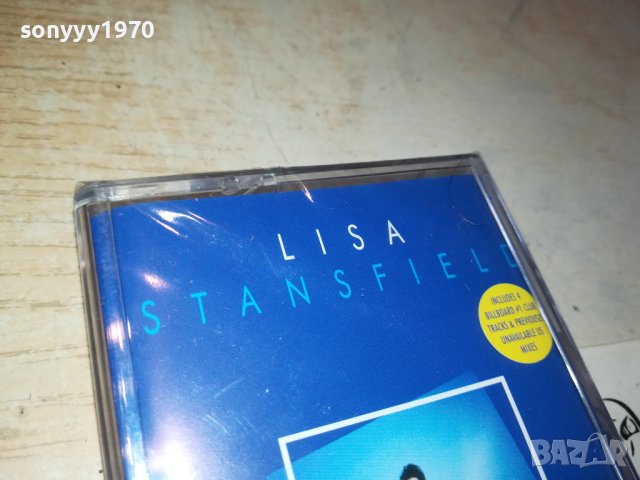 sonyyy1970
LISA
STANSFIELD
INCLUDES 4
BILLBOARD #1 CLUB
TRACKS & PREVIOUSLY
UNAVAILABLE US
MIXES
BAZAR